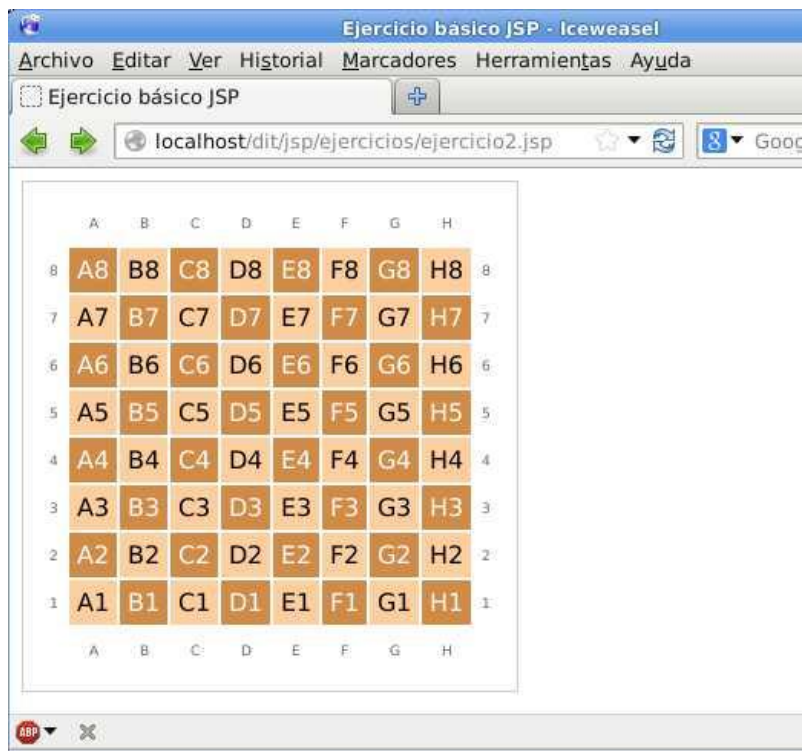 Ejercicio básico JSP - Iceweasel
Archivo Editar Ver Historial Marcadores Herramientas Ayuda
Ejercicio básico JSP
localhost/dit/jsp/ejercicios/ejercicio2.jsp 8 Goog
A B C D E F G H
8 A8 B8 C8 D8 E8 F8 G8 H8 8
7 A7 B7 C7 D7 E7 F7 G7 H7 7
6 A6 B6 C6 D6 E6 F6 G6 H6 6
5 A5 B5 C5 D5 E5 F5 G5 H5 5
4 A4 B4 C4 D4 E4 F4 G4 H4 4
3 A3 B3 C3 D3 E3 F3 G3 H3 3
2 A2 B2 C2 D2 E2 F2 G2 H2 2
1 A1 B1 C1 D1 E1 F1 G1 H1 1
A B C D E F G H
ABP